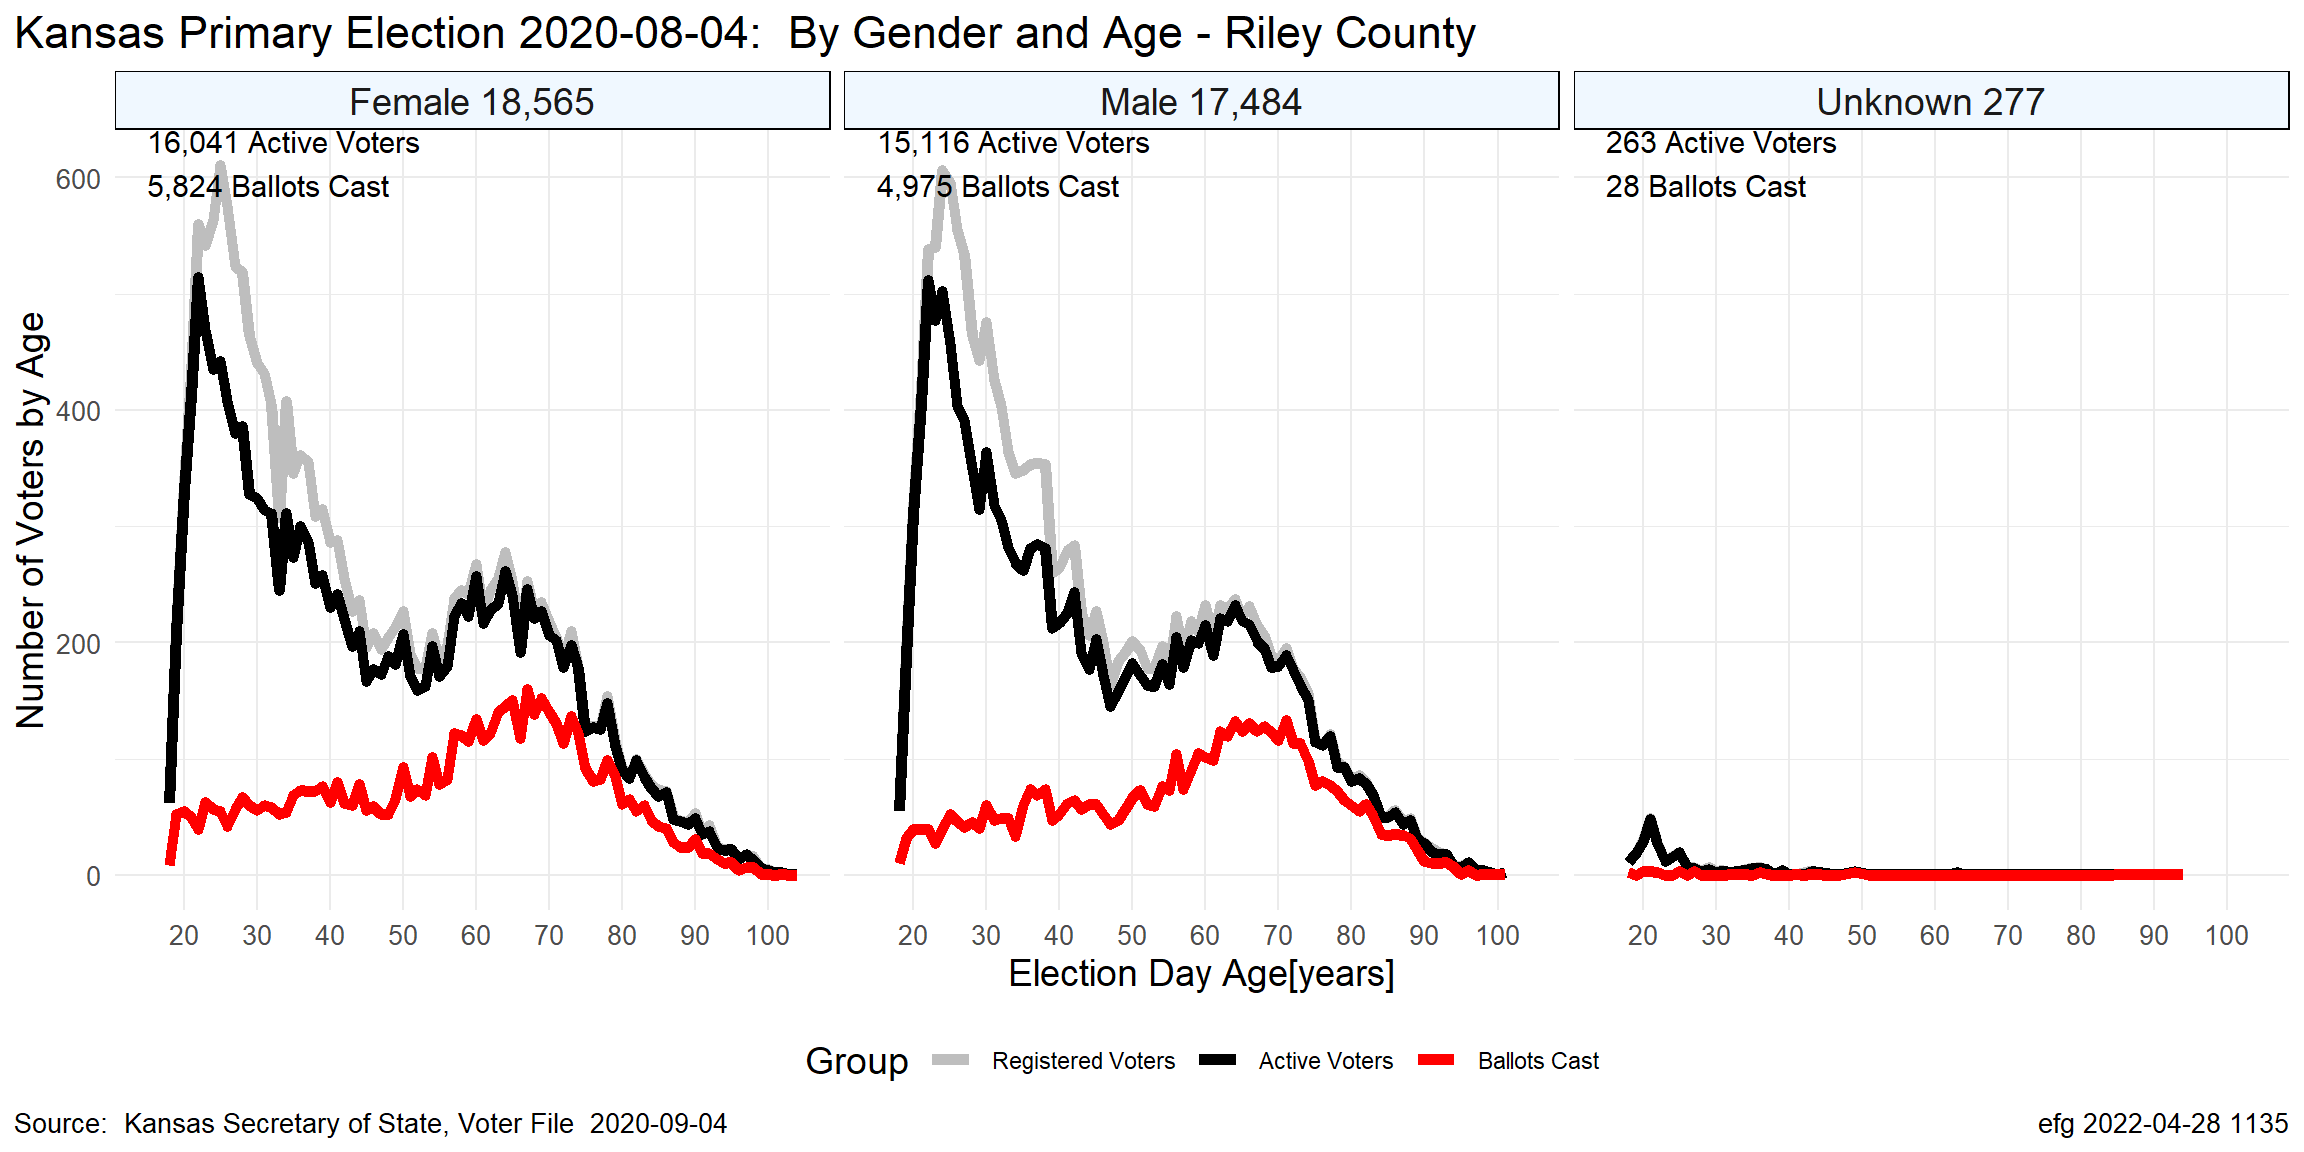 Kansas Primary Election 2020-08-04:  By Gender and Age - Riley County
Female 18,565
Male 17,484
Unknown 277
16,041 Active Voters
5,824 Ballots Cast
15,116 Active Voters
4,975 Ballots Cast
263 Active Voters
28 Ballots Cast
Number of Voters by Age
600
400
200
0
20 30 40 50 60 70 80 90 100
20 30 40 50 60 70 80 90 100
20 30 40 50 60 70 80 90 100
Election Day Age[years]
Group Registered Voters Active Voters Ballots Cast
Source:  Kansas Secretary of State, Voter File  2020-09-04
efg 2022-04-28 1135